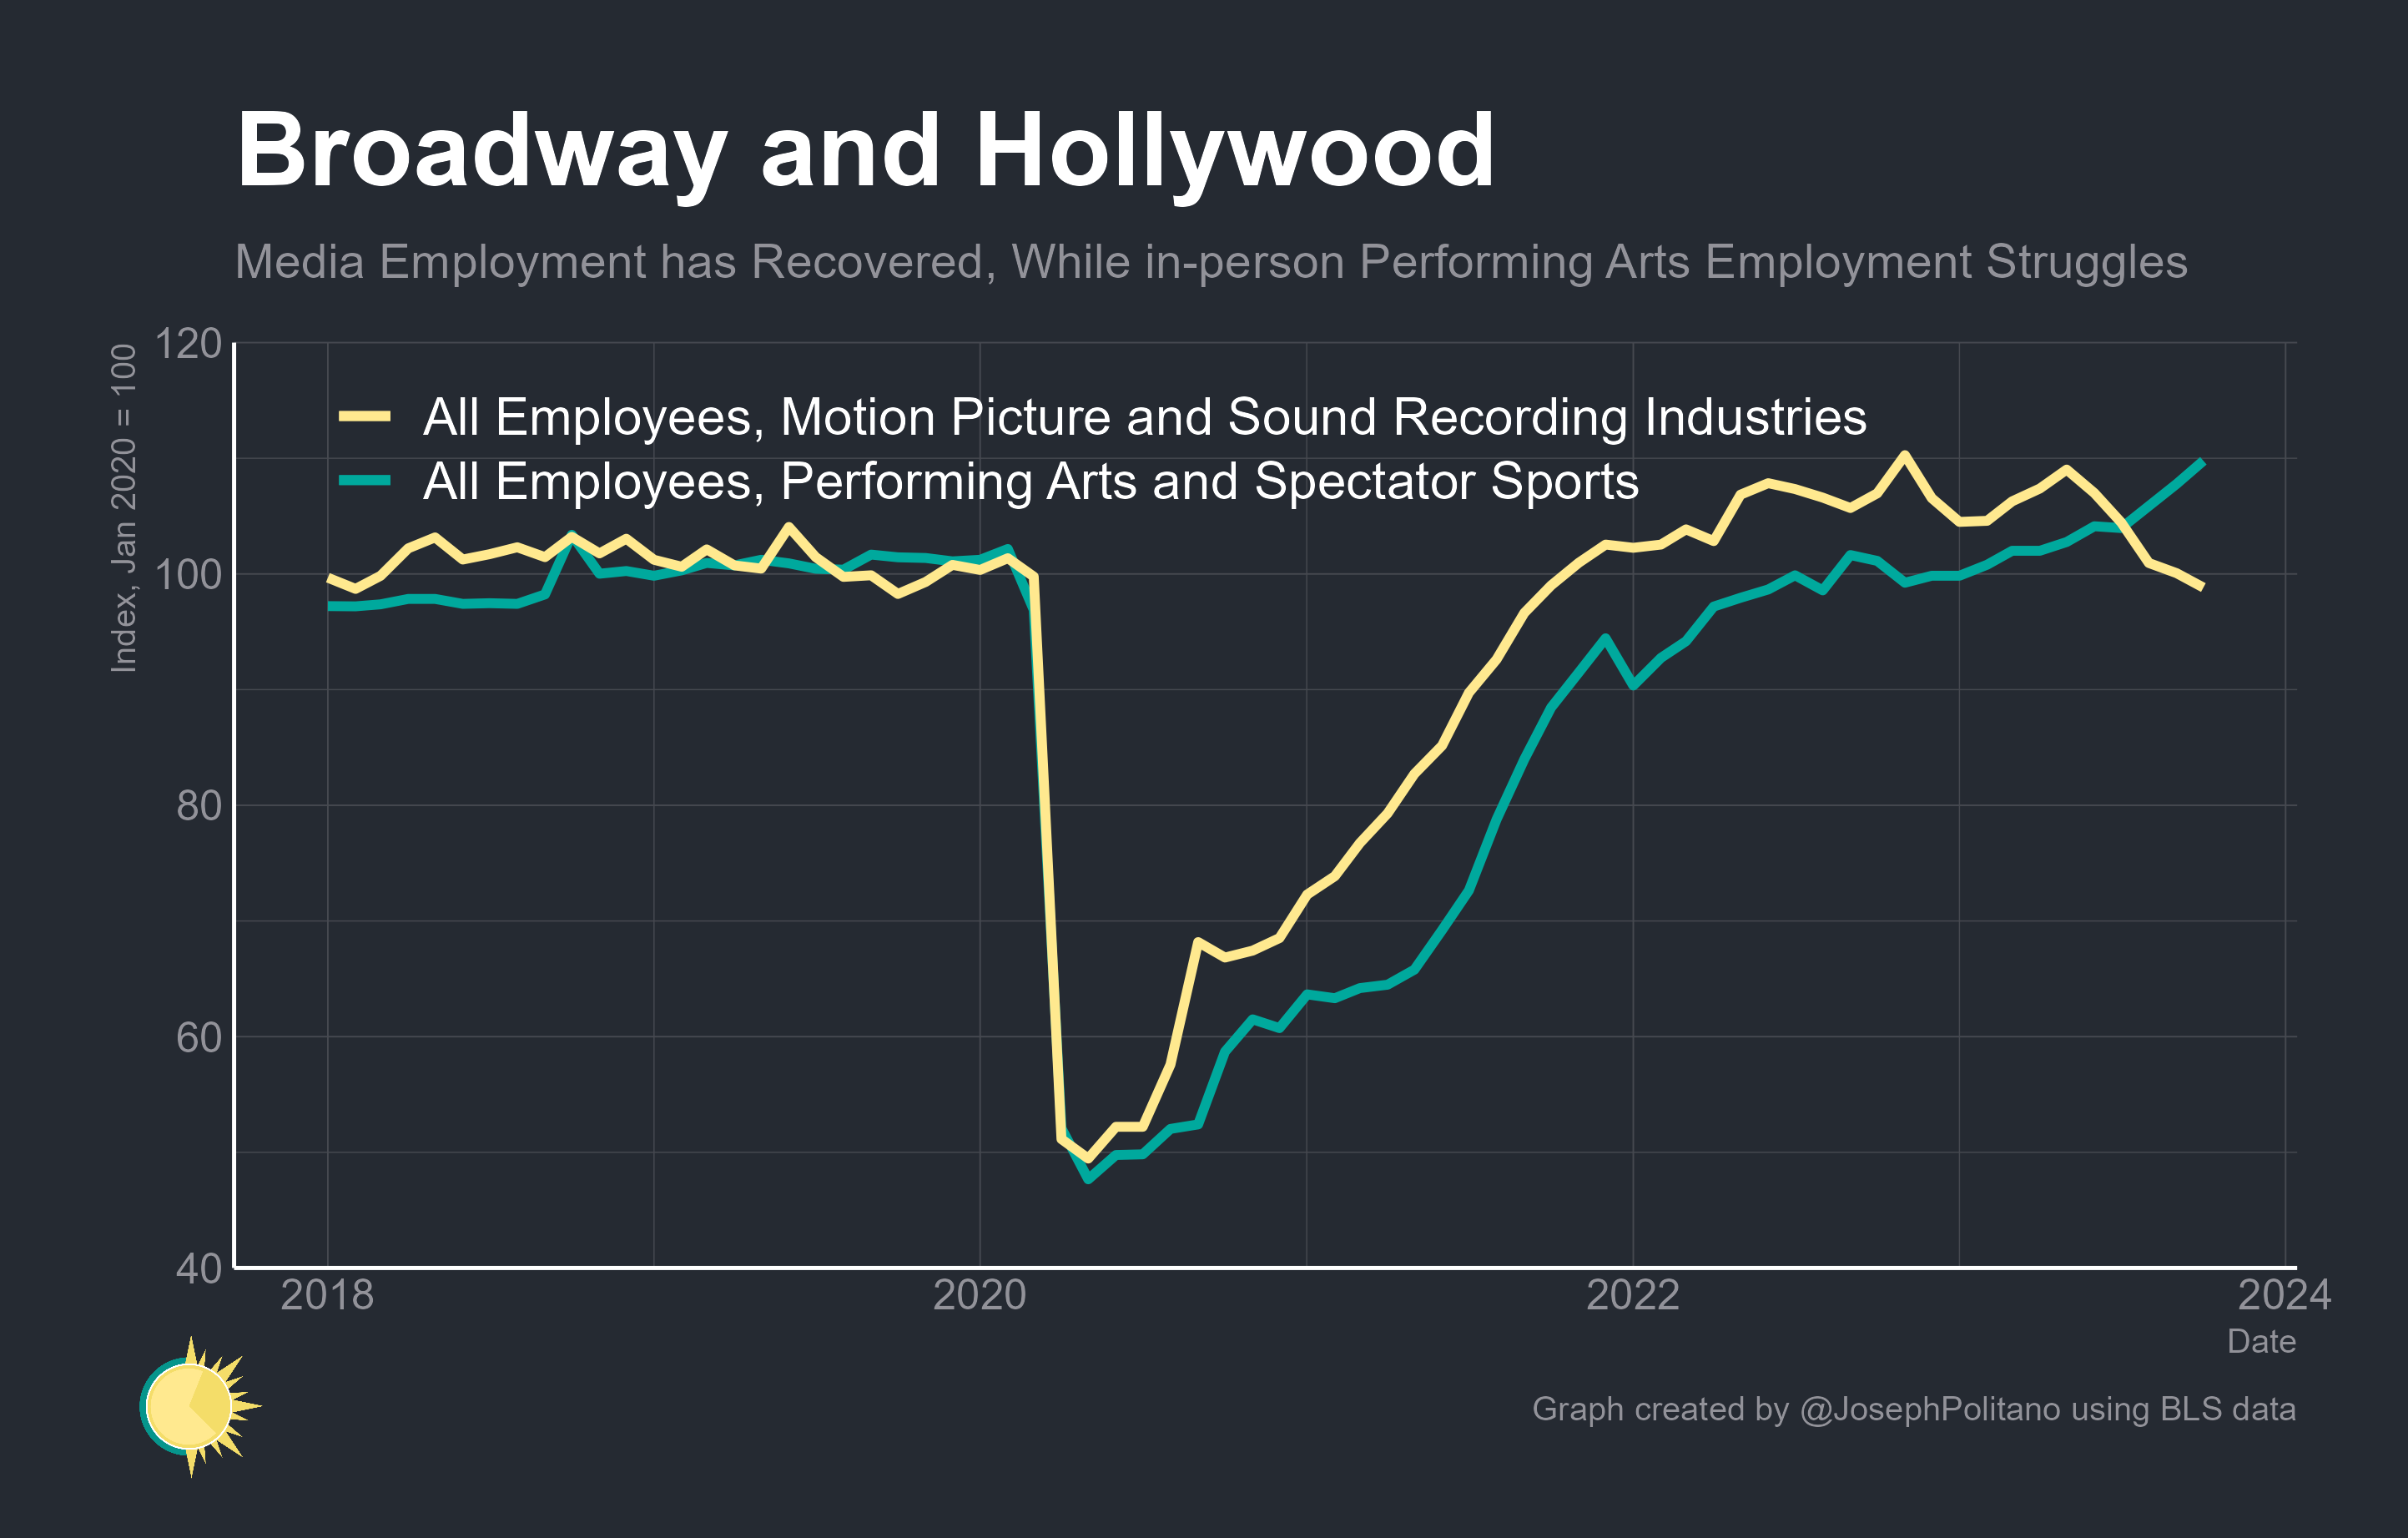 Broadway and Hollywood
Media Employment has Recovered, While in-person Performing Arts Employment Struggles
Index, Jan 2020 = 100
120
100
80
60
40
All Employees, Motion Picture and Sound Recording Industries
All Employees, Performing Arts and Spectator Sports
2018 2020 2022 2024
Date
Graph created by @JosephPolitano using BLS data